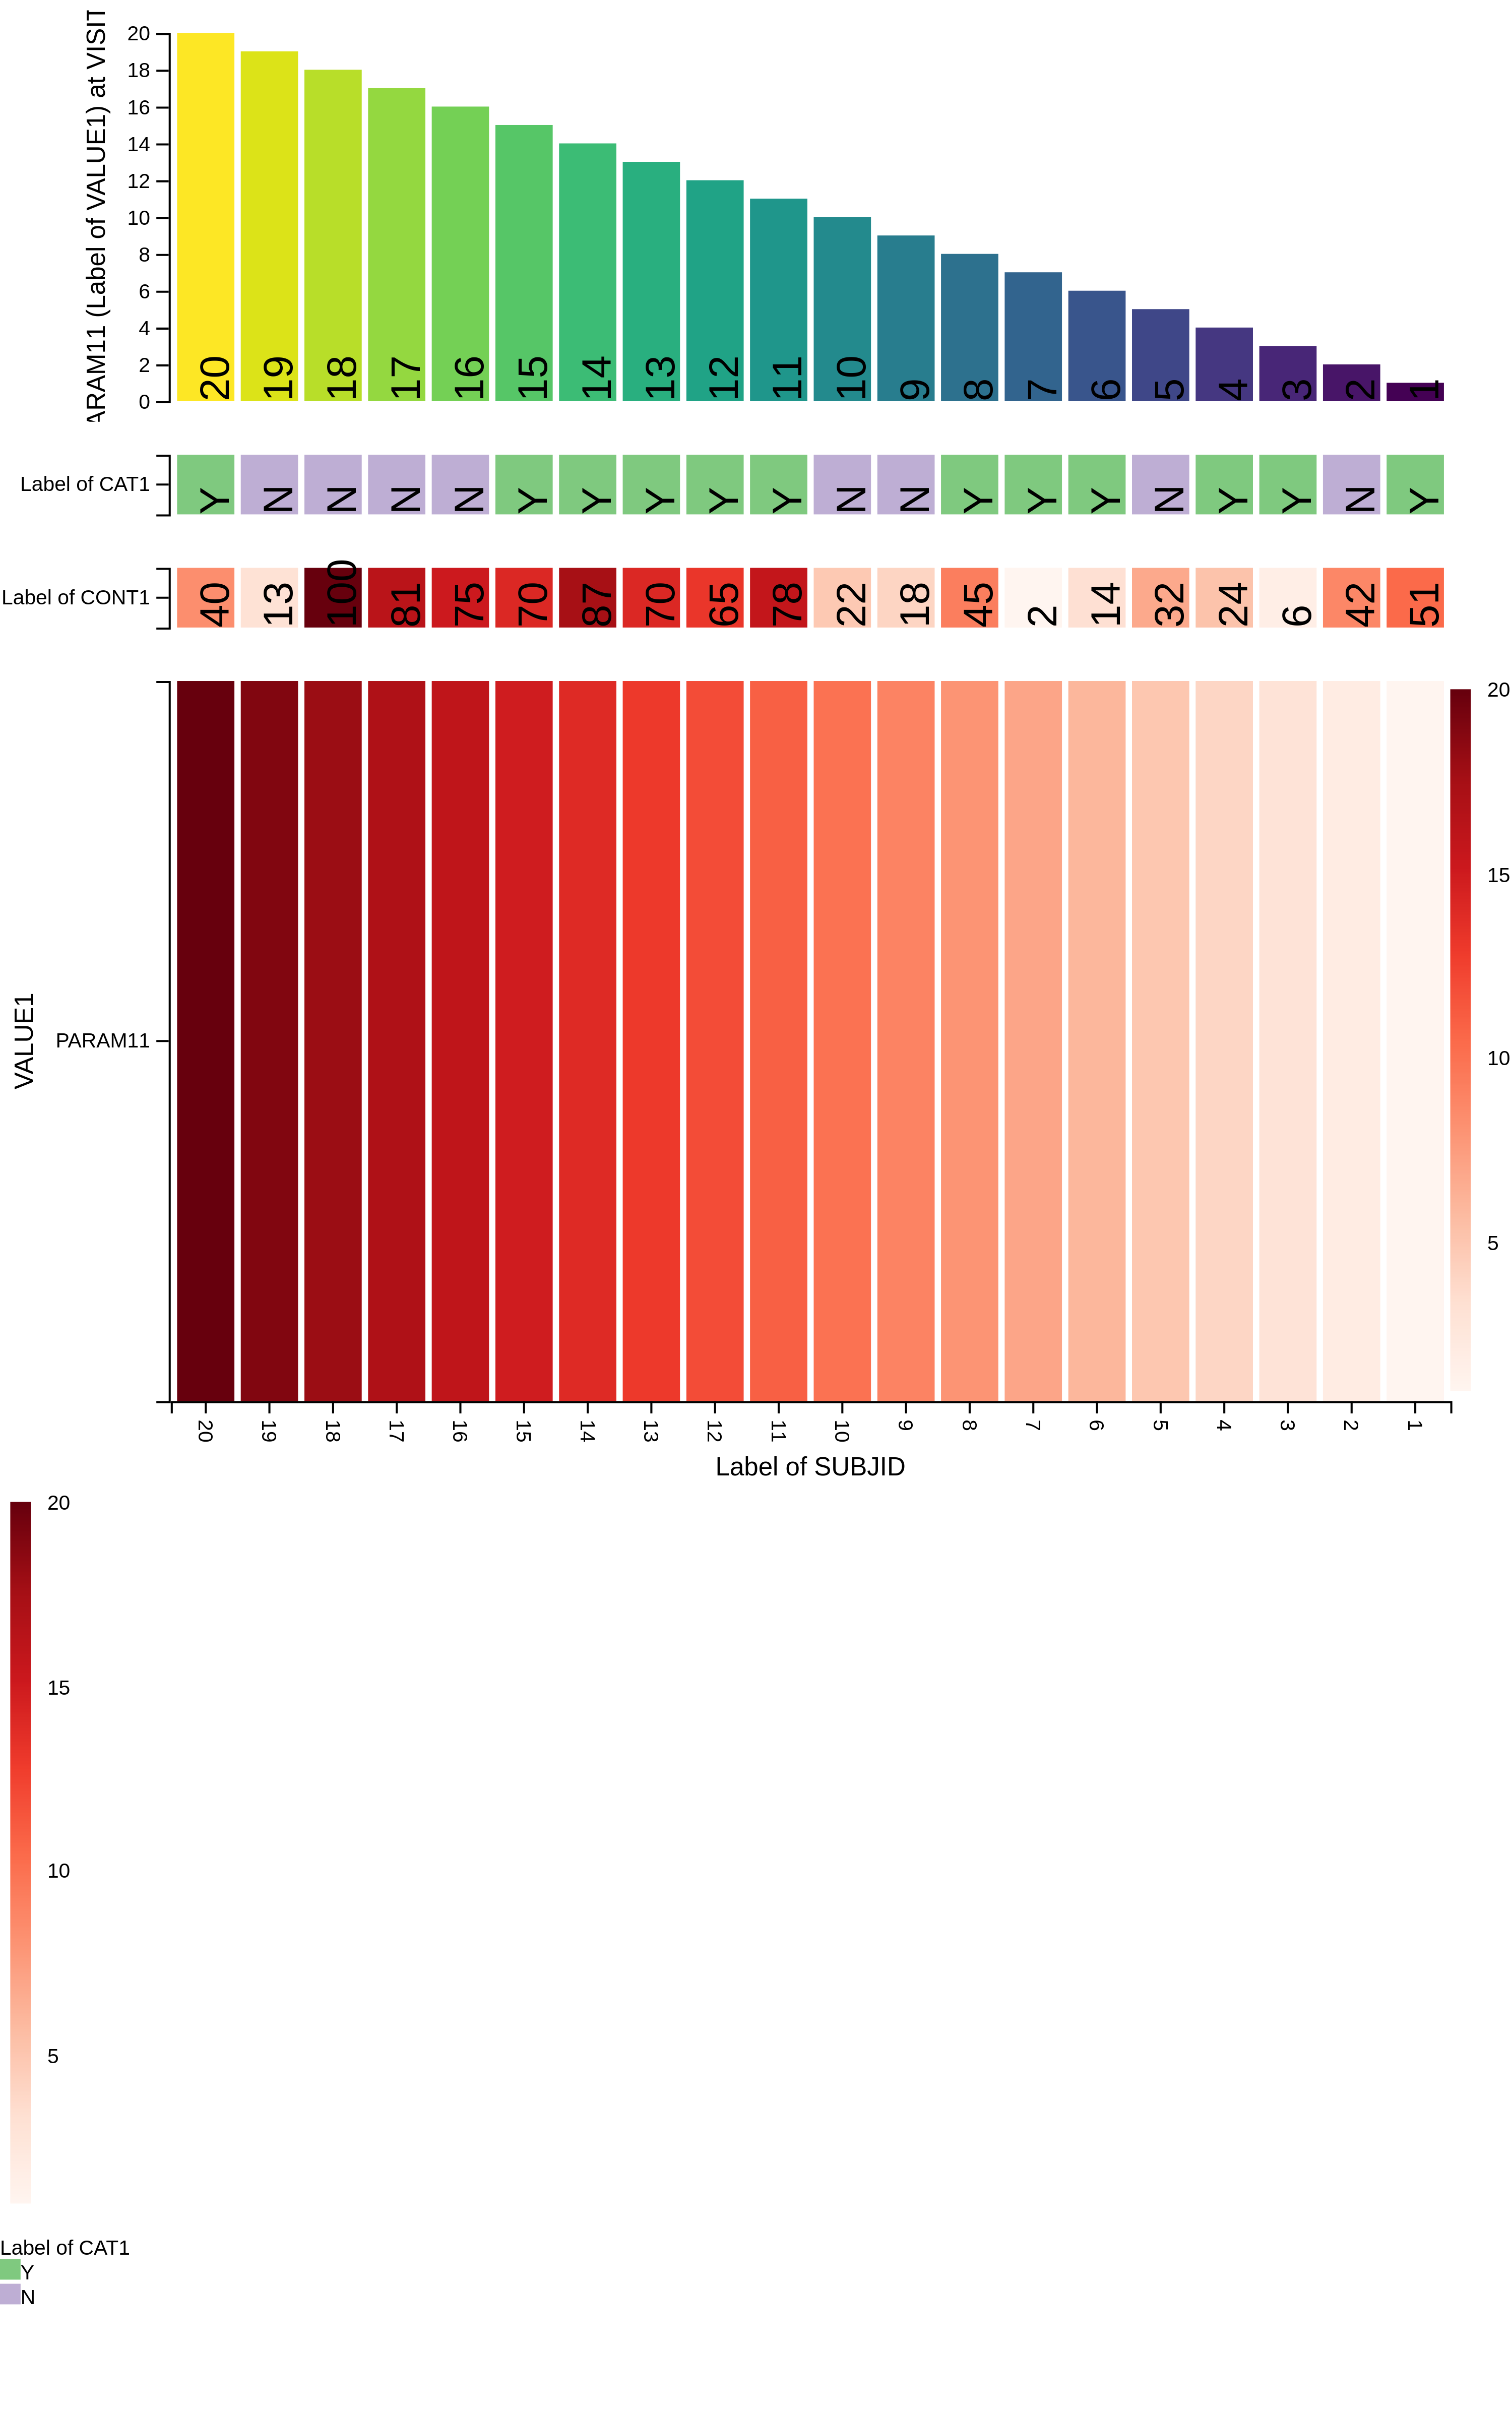 ARAM11 (Label of VALUE1) at VISIT
20
18
16
14
12
10
8
6
4
2
0
20 19 18 17 16 15 14 13 12 11 10 9 8 7 6 5 4 3 2 1
Label of CAT1
Y N N N N Y Y Y Y Y N N Y Y Y N Y Y N Y
Label of CONT1
40 13 100 81 75 70 87 70 65 78 22 18 45 2 14 32 24 6 42 51
VALUE1
PARAM11
20
15
10
5
20 19 18 17 16 15 14 13 12 11 10 9 8 7 6 5 4 3 2 1
Label of SUBJID
20
15
10
5
Label of CAT1
Y
N